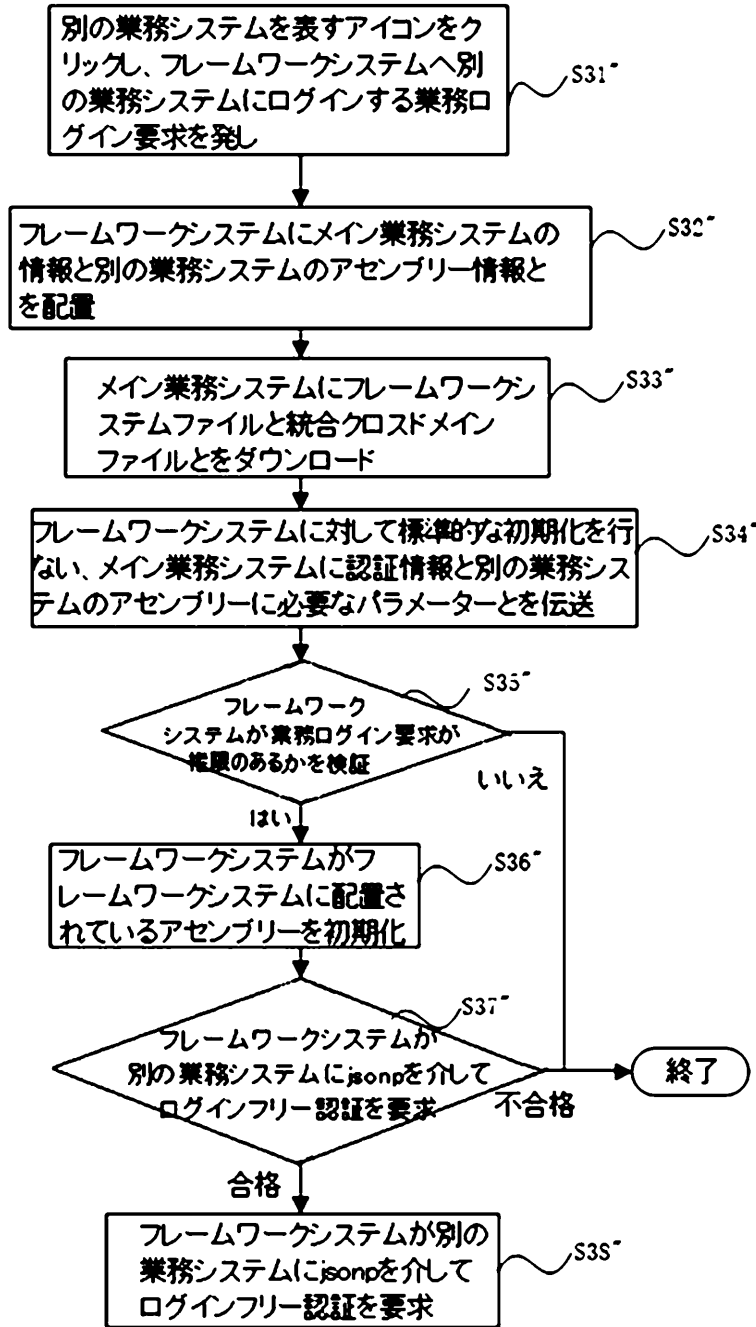 別の業務システムを表すアイコンをク
リックし、フレームワークシステムへ別
の業務システムにログインする業務ロ
グイン要求を発し
S31"
フレームワークシステムにメイン業務システムの
情報と別の業務システムのアセンブリー情報と
を配置
S32"
メイン業務システムにフレームワークシ
ステムファイルと統合クロスドメイン
ファイルとをダウンロード
S33"
フレームワークシステムに対して標準的な初期化を行
ない、メイン業務システムに認証情報と別の業務シス
テムのアセンブリーに必要なパラメーターとを伝送
S34"
フレームワーク
システムが業務ログイン要求が
権限のあるかを検証
S35"
いいえ
はい
フレームワークシステムがフ
レームワークシステムに配置さ
れているアセンブリーを初期化
S36"
フレームワークシステムが
別の業務システムにjsonpを介して
ログインフリー認証を要求
S37"
不合格
終了
合格
フレームワークシステムが別の
業務システムにjsonpを介して
ログインフリー認証を要求
S3S"